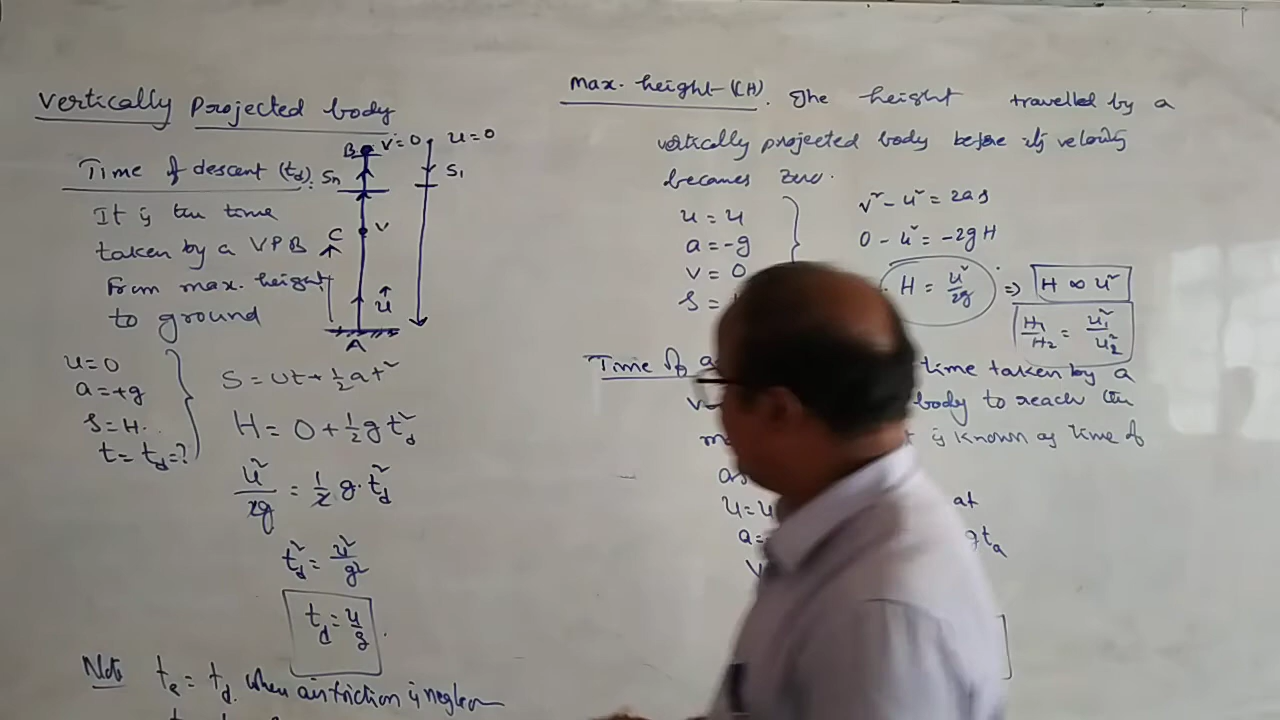 Vertically Projected body
Time of descent (td):
It is the time
taken by a VPB
From max. height
to ground
B V=0 u=0
Sn S1
C V
u
A
u=0
a=+g
S=H.
t=td=?
S=ut+½at²
H=0+½gtd²
u²/2g=½g.td²
td²=u²/g²
td=u/g.
Note ta=td. when air friction is
max. height (H). The height travelled by a
vertically projected body before its velocity
becomes zero.
u=u
a=-g
V=0
S=
v²-u²=2as
0-u²=-2gH
H=u²/2g => H∝u²
H1/H2=u1²/u2²
Time of time taken by a
body to reach the
is known as time of
u=u at
a= gta
V